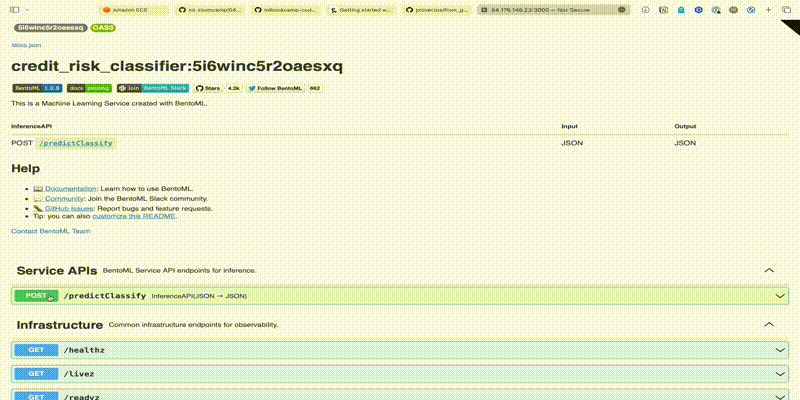 Amazon ECS
ml-zoomcamp/04...
mlbookcamp-cod...
Getting started w...
provecius/from_g...
54.176.146.23:3000 — Not Secure
5i6winc5r2oaesxq OAS3
/docs.json
credit_risk_classifier:5i6winc5r2oaesxq
BentoML 1.0.8 docs passing Join BentoML Slack Stars 4.2k Follow BentoML 662
This is a Machine Learning Service created with BentoML.
InferenceAPI Input Output
POST /predictClassify JSON JSON
Help
Documentation: Learn how to use BentoML.
Community: Join the BentoML Slack community.
GitHub Issues: Report bugs and feature requests.
Tip: you can also customize this README.
Contact BentoML Team
Service APIs BentoML Service API endpoints for inference.
POST /predictClassify InferenceAPI(JSON → JSON)
Infrastructure Common infrastructure endpoints for observability.
GET /healthz
GET /livez
GET /readyz